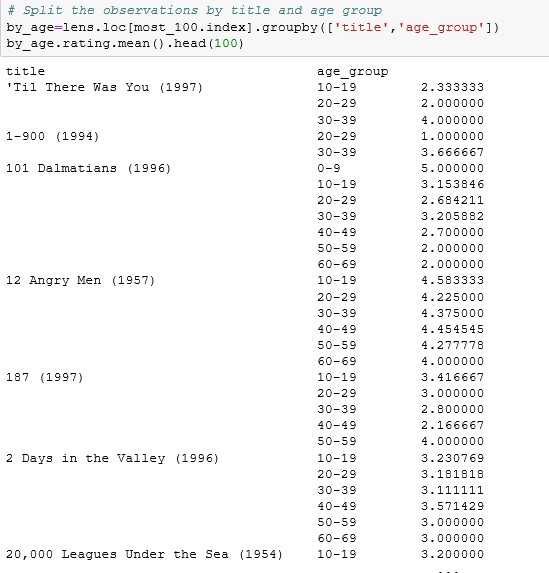 # Split the observations by title and age group
by_age=lens.loc[most_100.index].groupby(['title','age_group'])
by_age.rating.mean().head(100)
title age_group
'Til There Was You (1997) 10-19 2.333333
20-29 2.000000
30-39 4.000000
1-900 (1994) 20-29 1.000000
30-39 3.666667
101 Dalmatians (1996) 0-9 5.000000
10-19 3.153846
20-29 2.684211
30-39 3.205882
40-49 2.700000
50-59 2.000000
60-69 2.000000
12 Angry Men (1957) 10-19 4.583333
20-29 4.225000
30-39 4.375000
40-49 4.454545
50-59 4.277778
60-69 4.000000
187 (1997) 10-19 3.416667
20-29 3.000000
30-39 2.800000
40-49 2.166667
50-59 4.000000
2 Days in the Valley (1996) 10-19 3.230769
20-29 3.181818
30-39 3.111111
40-49 3.571429
50-59 3.000000
60-69 3.000000
20,000 Leagues Under the Sea (1954) 10-19 3.200000